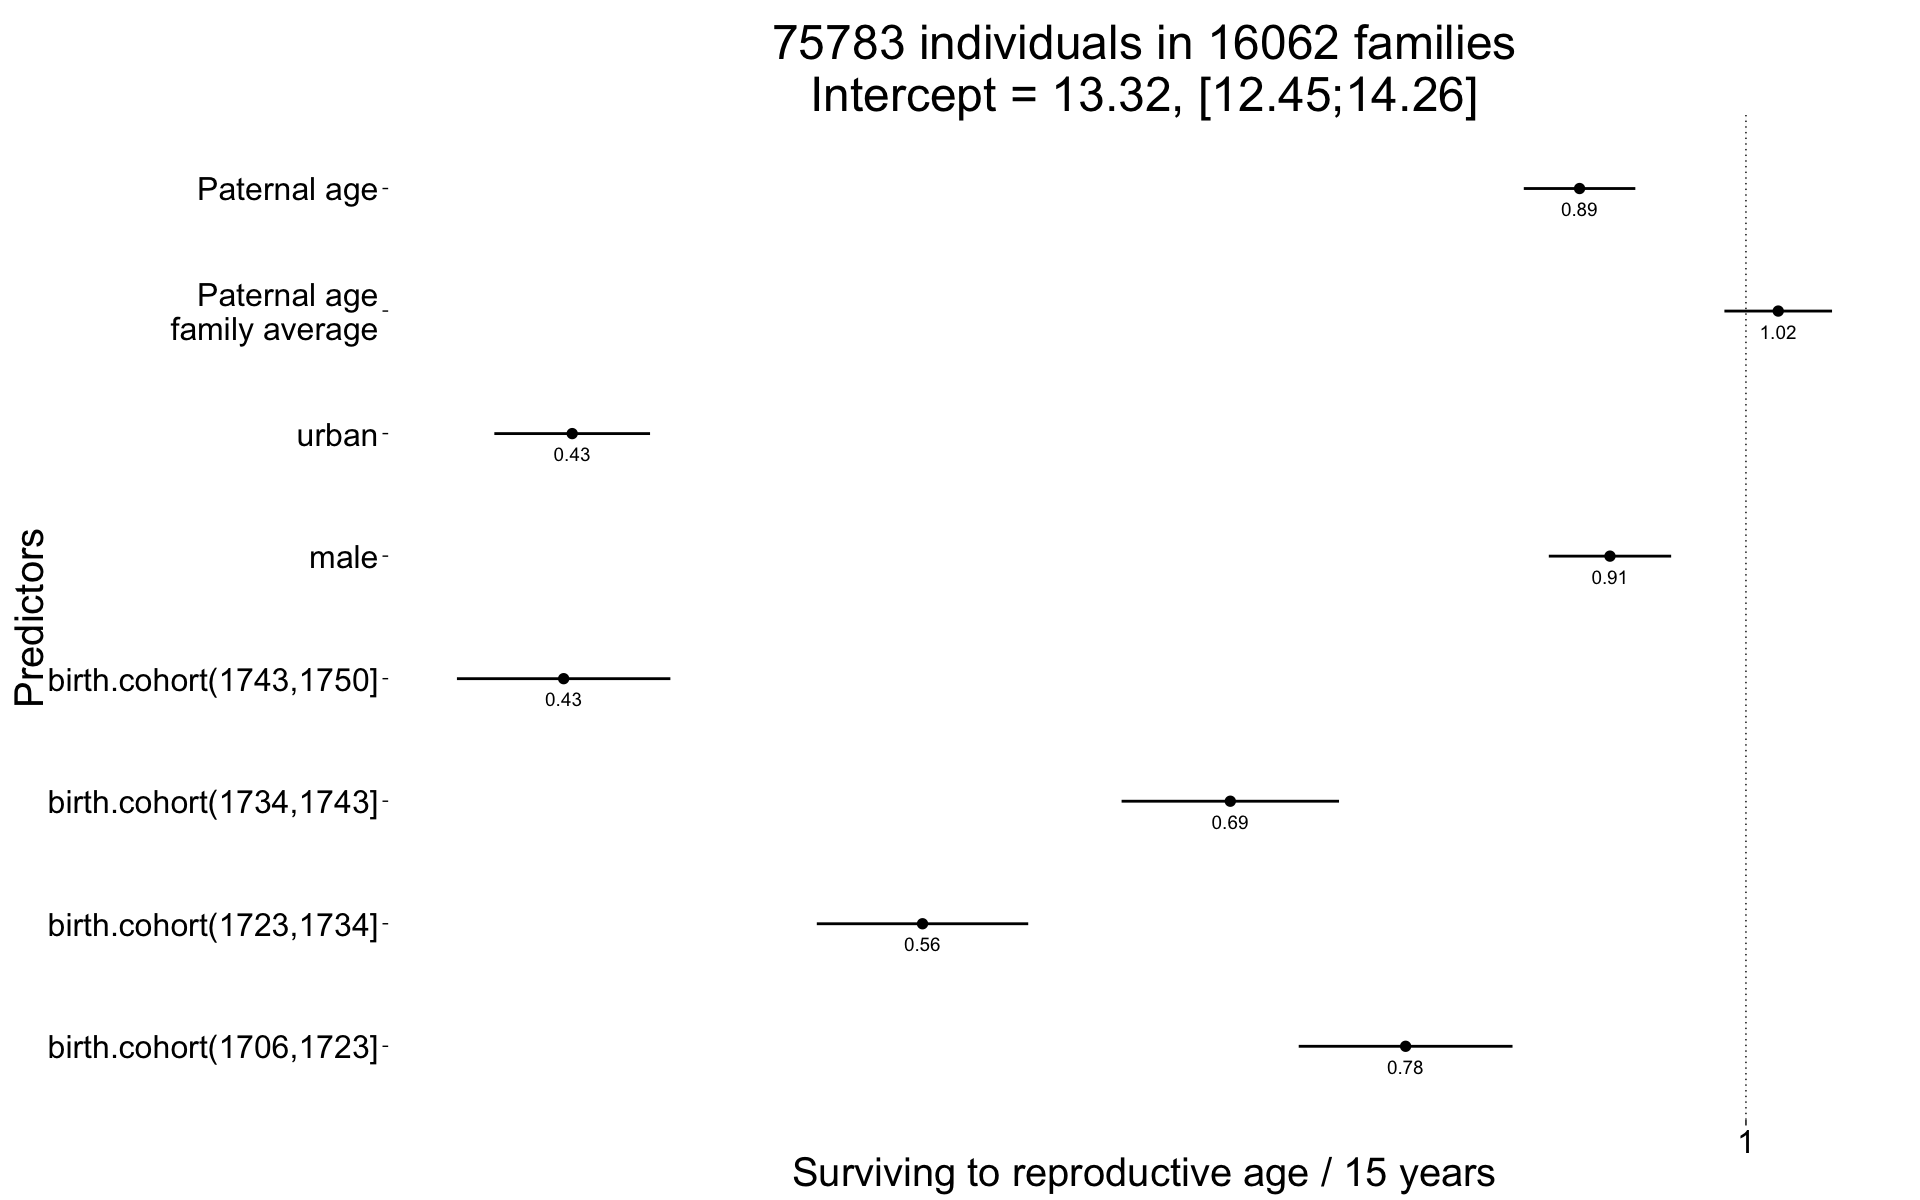 75783 individuals in 16062 families
Intercept = 13.32, [12.45;14.26]
Paternal age
0.89
Paternal age
family average
1.02
urban
0.43
male
0.91
Predictors
birth.cohort(1743,1750]
0.43
birth.cohort(1734,1743]
0.69
birth.cohort(1723,1734]
0.56
birth.cohort(1706,1723]
0.78
1
Surviving to reproductive age / 15 years